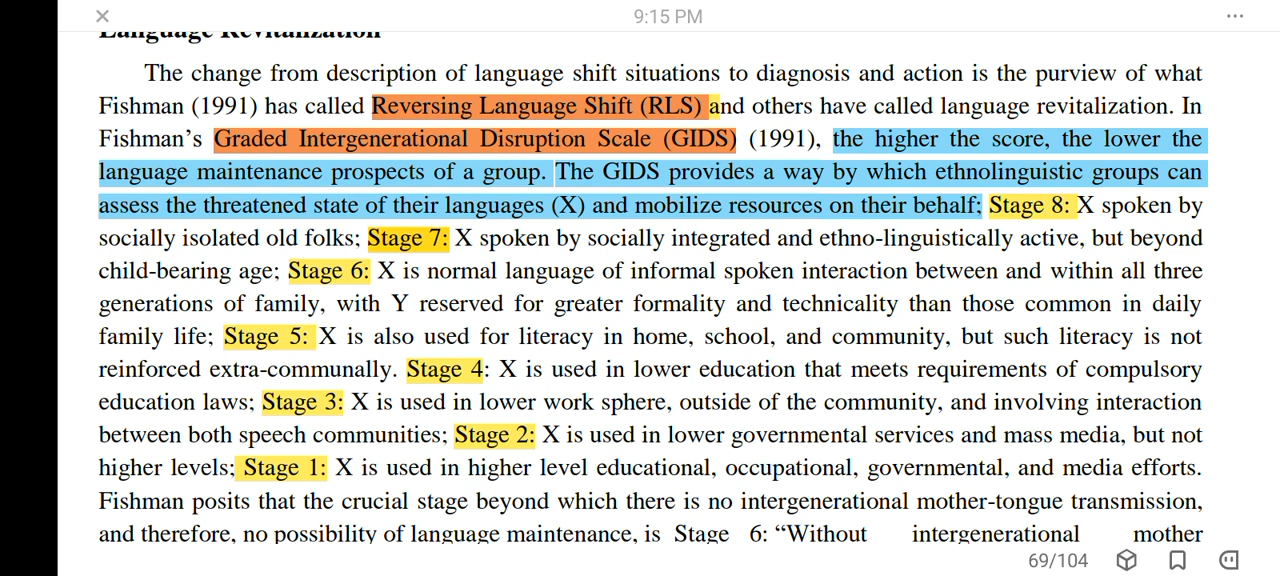 9:15 PM
Language Revitalization
The change from description of language shift situations to diagnosis and action is the purview of what
Fishman (1991) has called Reversing Language Shift (RLS) and others have called language revitalization. In
Fishman’s Graded Intergenerational Disruption Scale (GIDS) (1991), the higher the score, the lower the
language maintenance prospects of a group. The GIDS provides a way by which ethnolinguistic groups can
assess the threatened state of their languages (X) and mobilize resources on their behalf; Stage 8: X spoken by
socially isolated old folks; Stage 7: X spoken by socially integrated and ethno-linguistically active, but beyond
child-bearing age; Stage 6: X is normal language of informal spoken interaction between and within all three
generations of family, with Y reserved for greater formality and technicality than those common in daily
family life; Stage 5: X is also used for literacy in home, school, and community, but such literacy is not
reinforced extra-communally. Stage 4: X is used in lower education that meets requirements of compulsory
education laws; Stage 3: X is used in lower work sphere, outside of the community, and involving interaction
between both speech communities; Stage 2: X is used in lower governmental services and mass media, but not
higher levels; Stage 1: X is used in higher level educational, occupational, governmental, and media efforts.
Fishman posits that the crucial stage beyond which there is no intergenerational mother-tongue transmission,
and therefore, no possibility of language maintenance, is Stage 6: “Without intergenerational mother
69/104